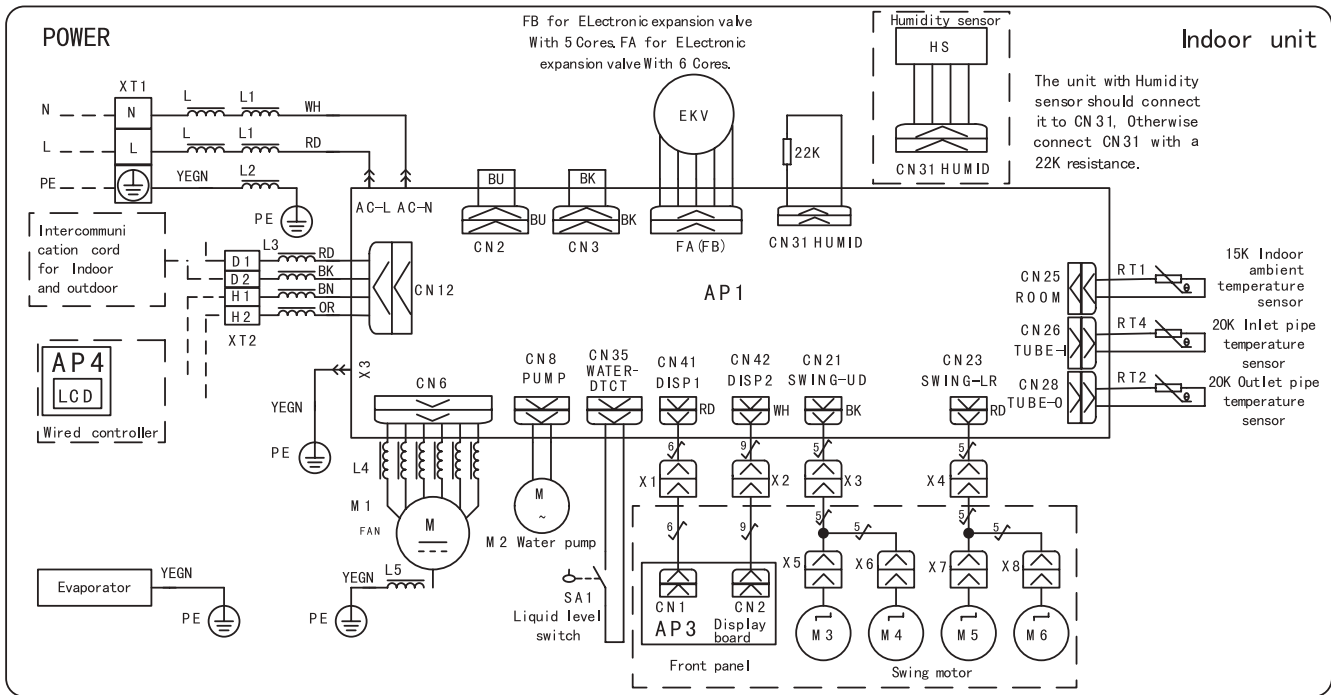 POWER
FB for ELectronic expansion valve
With 5 Cores. FA for ELectronic
expansion valve With 6 Cores.
Humidity sensor
HS
CN31 HUMID
Indoor unit
The unit with Humidity
sensor should connect
it to CN31, Otherwise
connect CN31 with a
22K resistance.
XT1
N
N
L
L1
WH
L
L
L
L1
RD
PE
YEGN
L2
PE
AC-L AC-N
BU
BU
CN2
BK
BK
CN3
EKV
FA(FB)
22K
CN31 HUMID
Intercommuni
cation cord
for Indoor
and outdoor
D1
D2
H1
H2
XT2
L3
RD
BK
BN
OR
CN12
AP1
CN25
ROOM
RT1
θ
15K Indoor
ambient
temperature
sensor
CN26
TUBE-I
RT4
θ
20K Inlet pipe
temperature
sensor
CN28
TUBE-O
RT2
θ
20K Outlet pipe
temperature
sensor
AP4
LCD
Wired controller
X3
YEGN
PE
CN6
CN8
PUMP
CN35
WATER-
DTCT
CN41
DISP1
RD
CN42
DISP2
WH
CN21
SWING-UD
BK
CN23
SWING-LR
RD
L4
M1
FAN
M
M
~
M2 Water pump
6
X1
9
X2
5
X3
5
X4
6
9
5
5
5
5
X5
X6
X7
X8
YEGN
L5
PE
Evaporator
YEGN
PE
SA1
Liquid level
switch
CN1
AP3
CN2
Display
board
Front panel
M3
M4
M5
M6
Swing motor